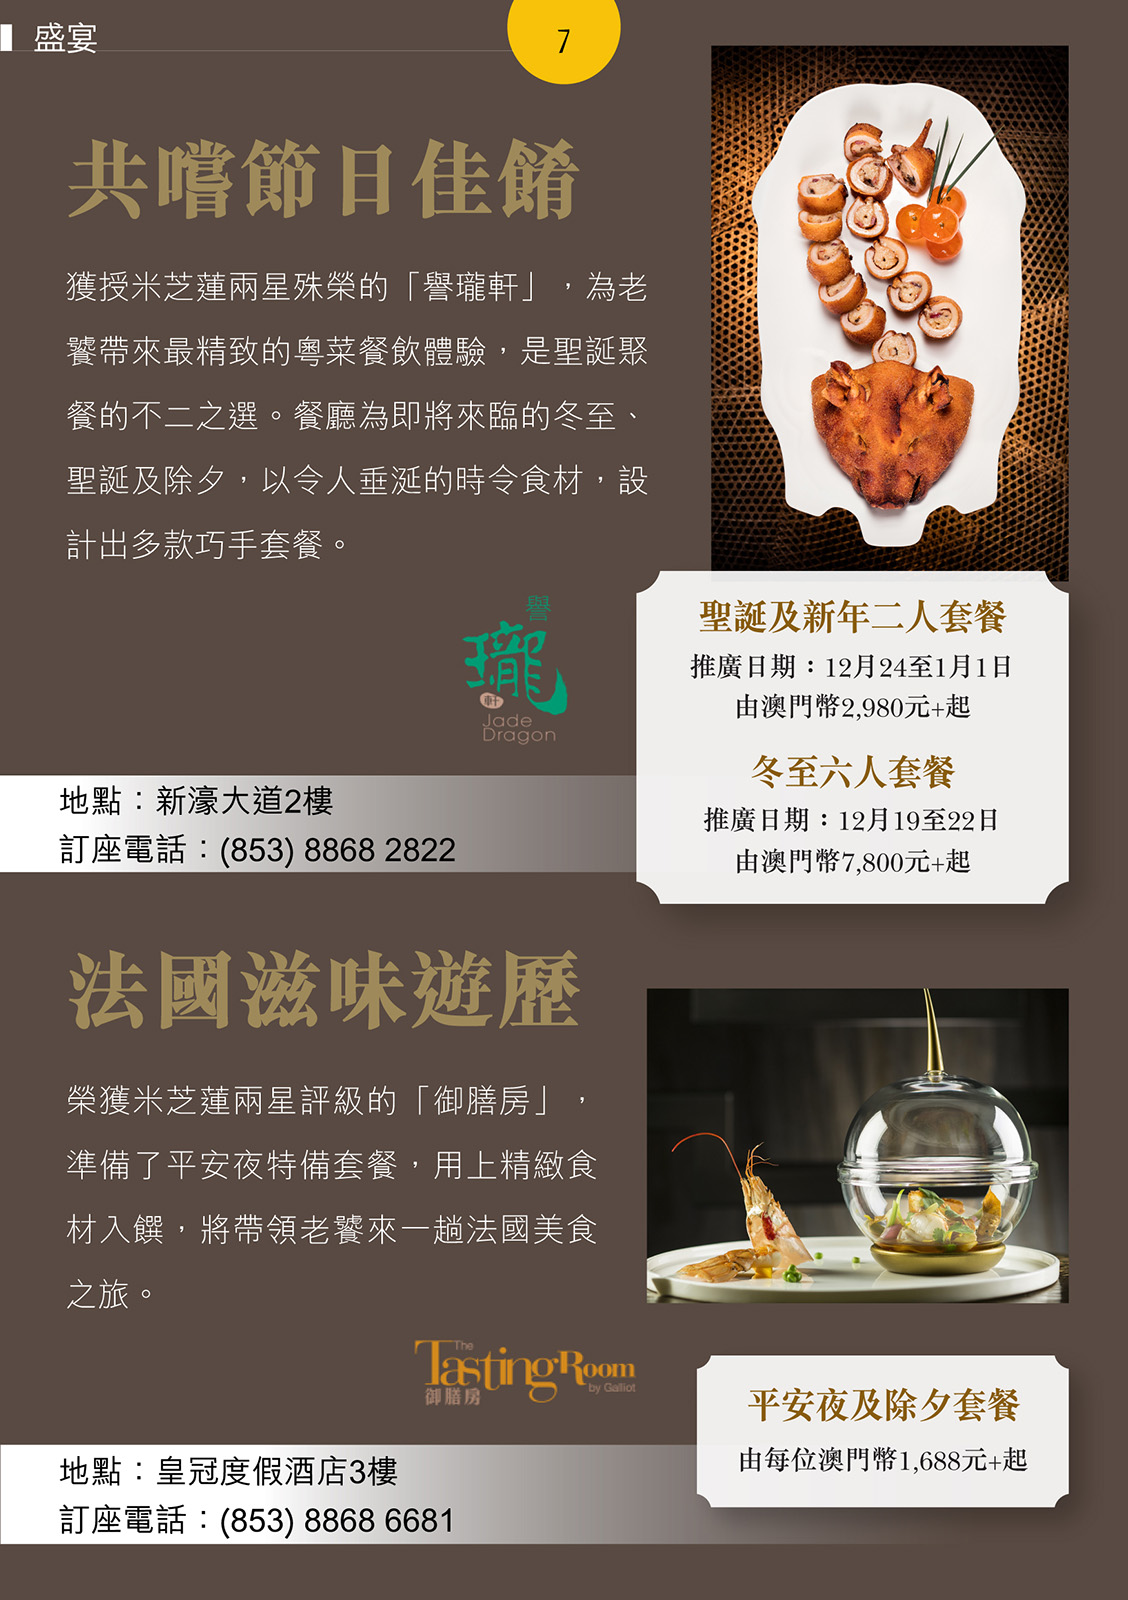 盛宴
7
共嚐節日佳餚
獲授米芝蓮兩星殊榮的「譽瓏軒」，為老
饕帶來最精致的粵菜餐飲體驗，是聖誕聚
餐的不二之選。餐廳為即將來臨的冬至、
聖誕及除夕，以令人垂涎的時令食材，設
計出多款巧手套餐。
譽
瓏
軒
Jade
Dragon
聖誕及新年二人套餐
推廣日期：12月24至1月1日
由澳門幣2,980元+起
冬至六人套餐
推廣日期：12月19至22日
由澳門幣7,800元+起
地點：新濠大道2樓
訂座電話：(853) 8868 2822
法國滋味遊歷
榮獲米芝蓮兩星評級的「御膳房」，
準備了平安夜特備套餐，用上精緻食
材入饌，將帶領老饕來一趟法國美食
之旅。
The
Tasting Room
by Galliot
御膳房
平安夜及除夕套餐
由每位澳門幣1,688元+起
地點：皇冠度假酒店3樓
訂座電話：(853) 8868 6681